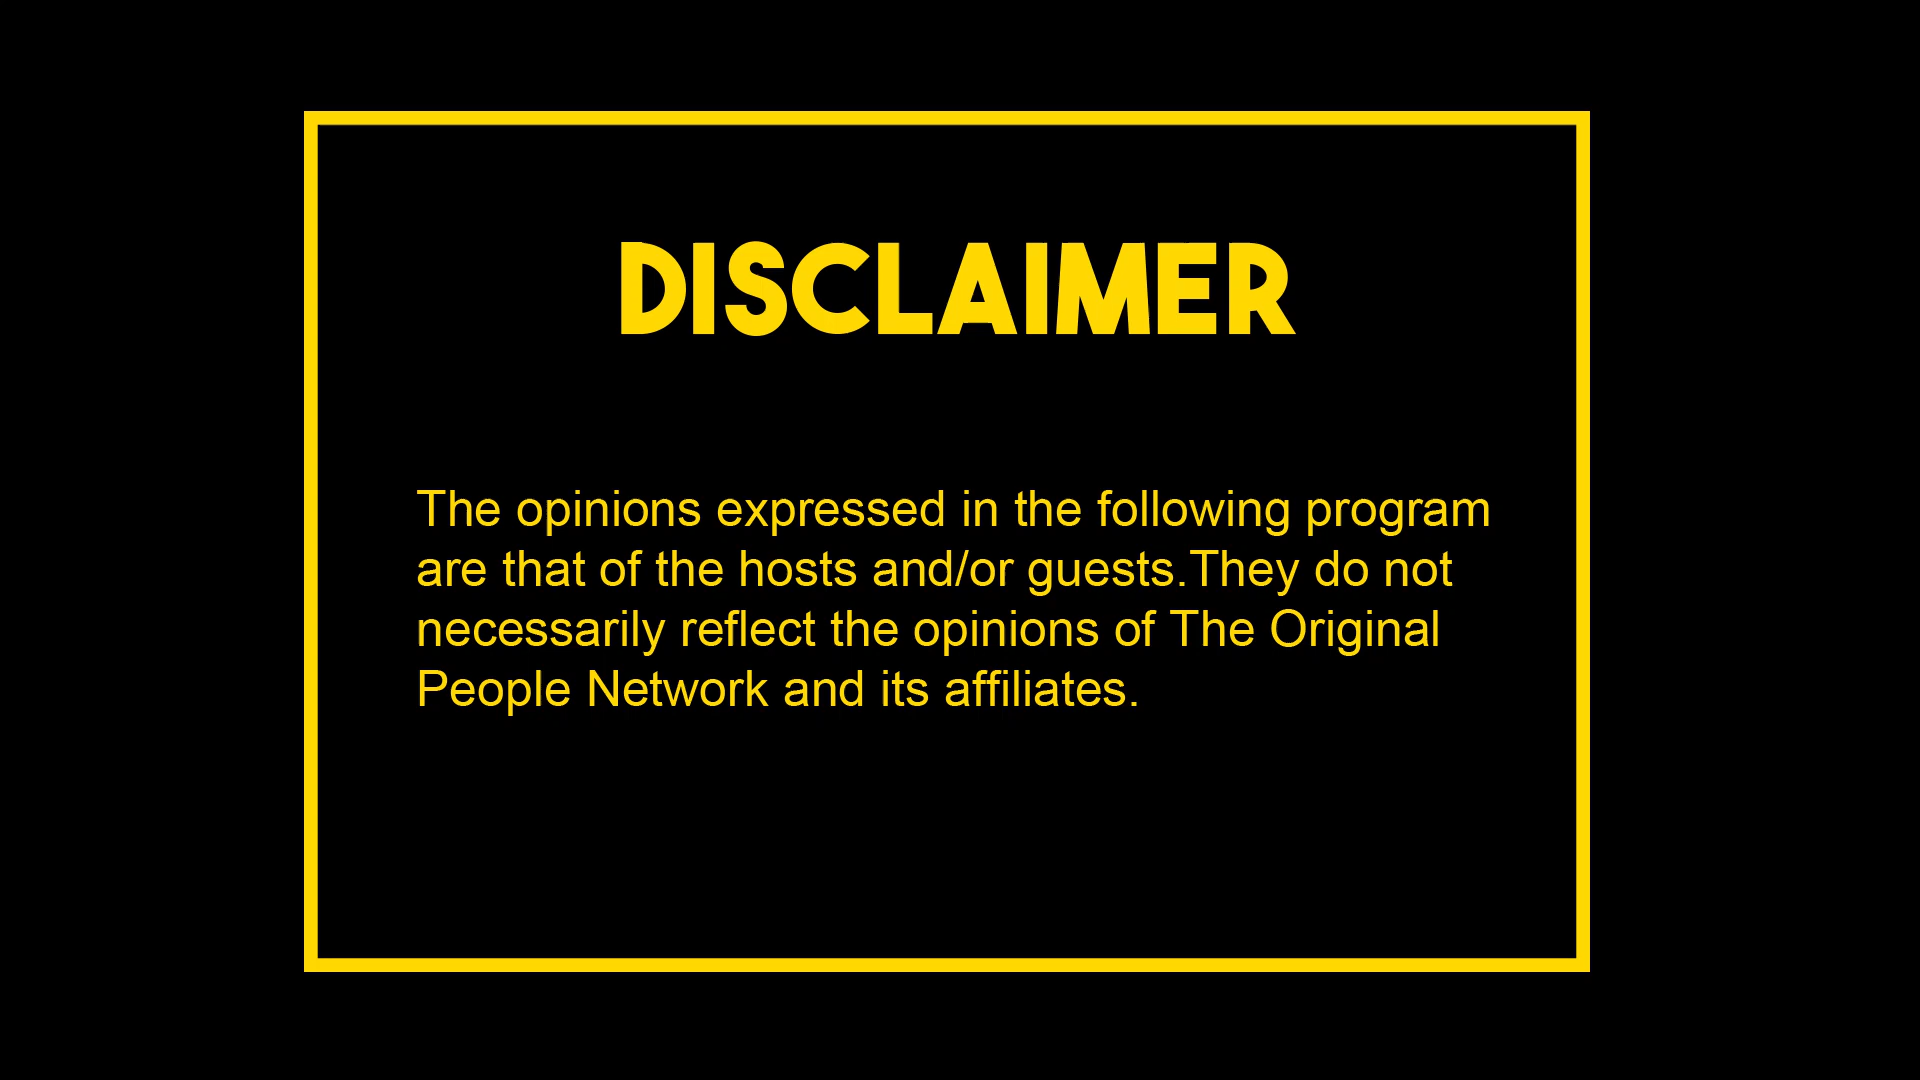 DISCLAIMER
The opinions expressed in the following program
are that of the hosts and/or guests.They do not
necessarily reflect the opinions of The Original
People Network and its affiliates.